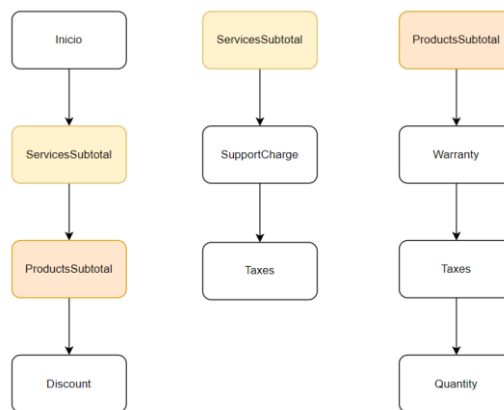 Inicio
ServicesSubtotal
ProductsSubtotal
Discount
ServicesSubtotal
SupportCharge
Taxes
ProductsSubtotal
Warranty
Taxes
Quantity